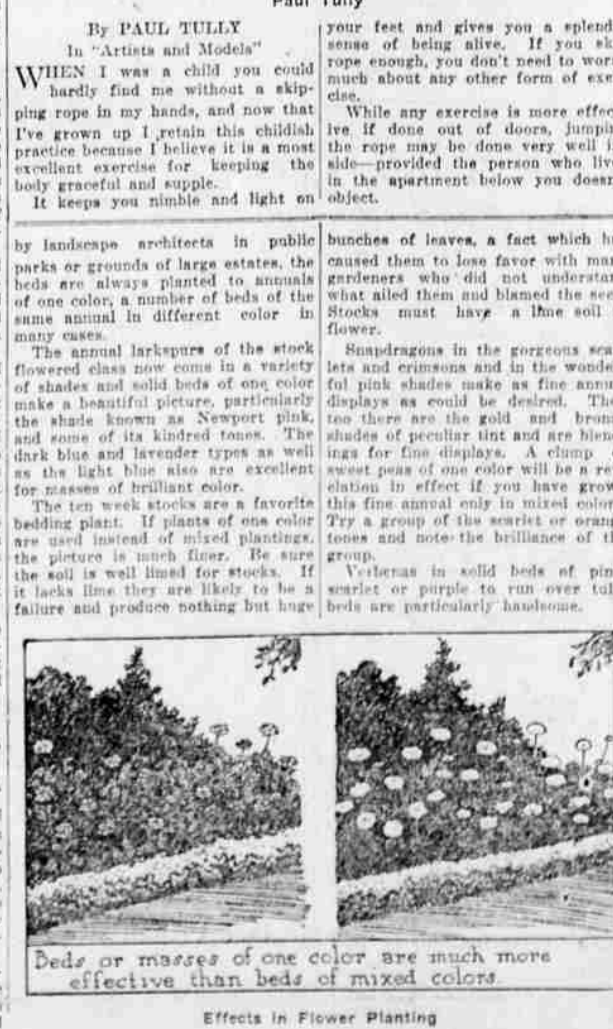 Paul Tully
By PAUL TULLY
In "Artists and Models"
WHEN I was a child you could
hardly find me without a skip-
ping rope in my hands, and now that
I've grown up I retain this childish
practice because I believe it is a most
excellent exercise for keeping the
body graceful and supple.
It keeps you nimble and light on
your feet and gives you a splend
sense of being alive. If you sk
rope enough, you don't need to wor
much about any other form of exe
cise.
While any exercise is more effec
ive if done out of doors, jumpi
the rope may be done very well i
side—provided the person who liv
in the apartment below you doesn
object.
by landscape architects in public
parks or grounds of large estates, the
beds are always planted to annuals
of one color, a number of beds of the
same annual in different color in
many cases.
The annual larkspurs of the stock
flowered class now come in a variety
of shades and solid beds of one color
make a beautiful picture, particularly
the shade known as Newport pink,
and some of its kindred tones. The
dark blue and lavender types as well
as the light blue also are excellent
for masses of brilliant color.
The ten week stocks are a favorite
bedding plant. If plants of one color
are used instead of mixed plantings,
the picture is much finer. Be sure
the soil is well limed for stocks. If
it lacks lime they are likely to be a
failure and produce nothing but huge
bunches of leaves, a fact which h
caused them to lose favor with man
gardeners who did not understan
what ailed them and blamed the see
Stocks must have a lime soil
flower.
Snapdragons in the gorgeous sca
lets and crimsons and in the wonde
ful pink shades make as fine annu
displays as could be desired. The
too there are the gold and bron
shades of peculiar tint and are blen
ings for fine displays. A clump
sweet peas of one color will be a re
elation in effect if you have grow
this fine annual only in mixed color
Try a group of the scarlet or oran
tones and note the brilliance of t
group.
Verbenas in solid beds of pin
scarlet or purple to run over tul
beds are particularly handsome.
Beds or masses of one color are much more
effective than beds of mixed colors.
Effects in Flower Planting